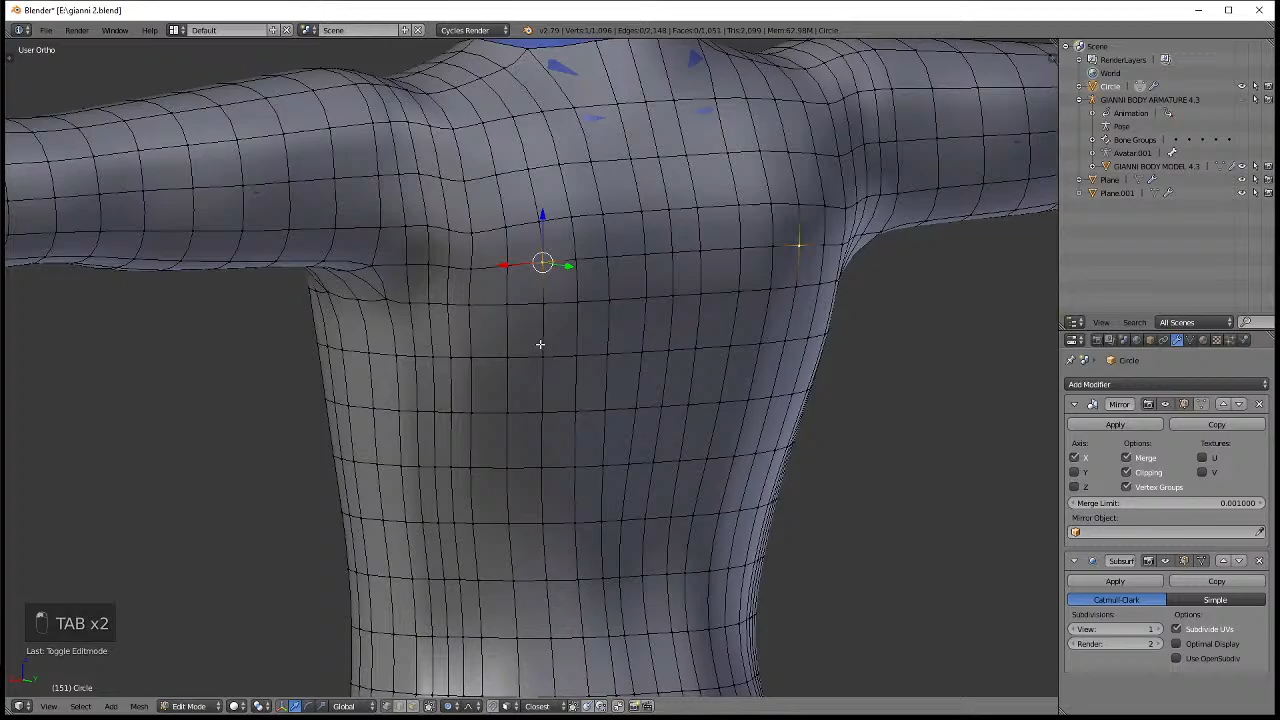 Blender* [E:\gianni 2.blend]
File Render Window Help Default Scene Cycles Render v2.79 | Verts:1/1,096 | Edges:0/2,148 | Faces:0/1,051 | Tris:2,099 | Mem:62.98M | Circle
User Ortho
Scene
RenderLayers
World
Circle
GIANNI BODY ARMATURE 4.3
Animation
Pose
Bone Groups
Avatar.001
GIANNI BODY MODEL 4.3
Plane
Plane.001
View Search All Scenes
Circle
Add Modifier
Mirror
Apply Copy
Axis: Options: Textures:
X Merge U
Y Clipping V
Z Vertex Groups
Merge Limit: 0.001000
Mirror Object:
Subsurf
Apply Copy
Catmull-Clark Simple
Subdivisions: Options:
View: 1 Subdivide UVs
Render: 2 Optimal Display
Use OpenSubdiv
TAB x2
Last: Toggle Editmode
(151) Circle
View Select Add Mesh Edit Mode Global Closest